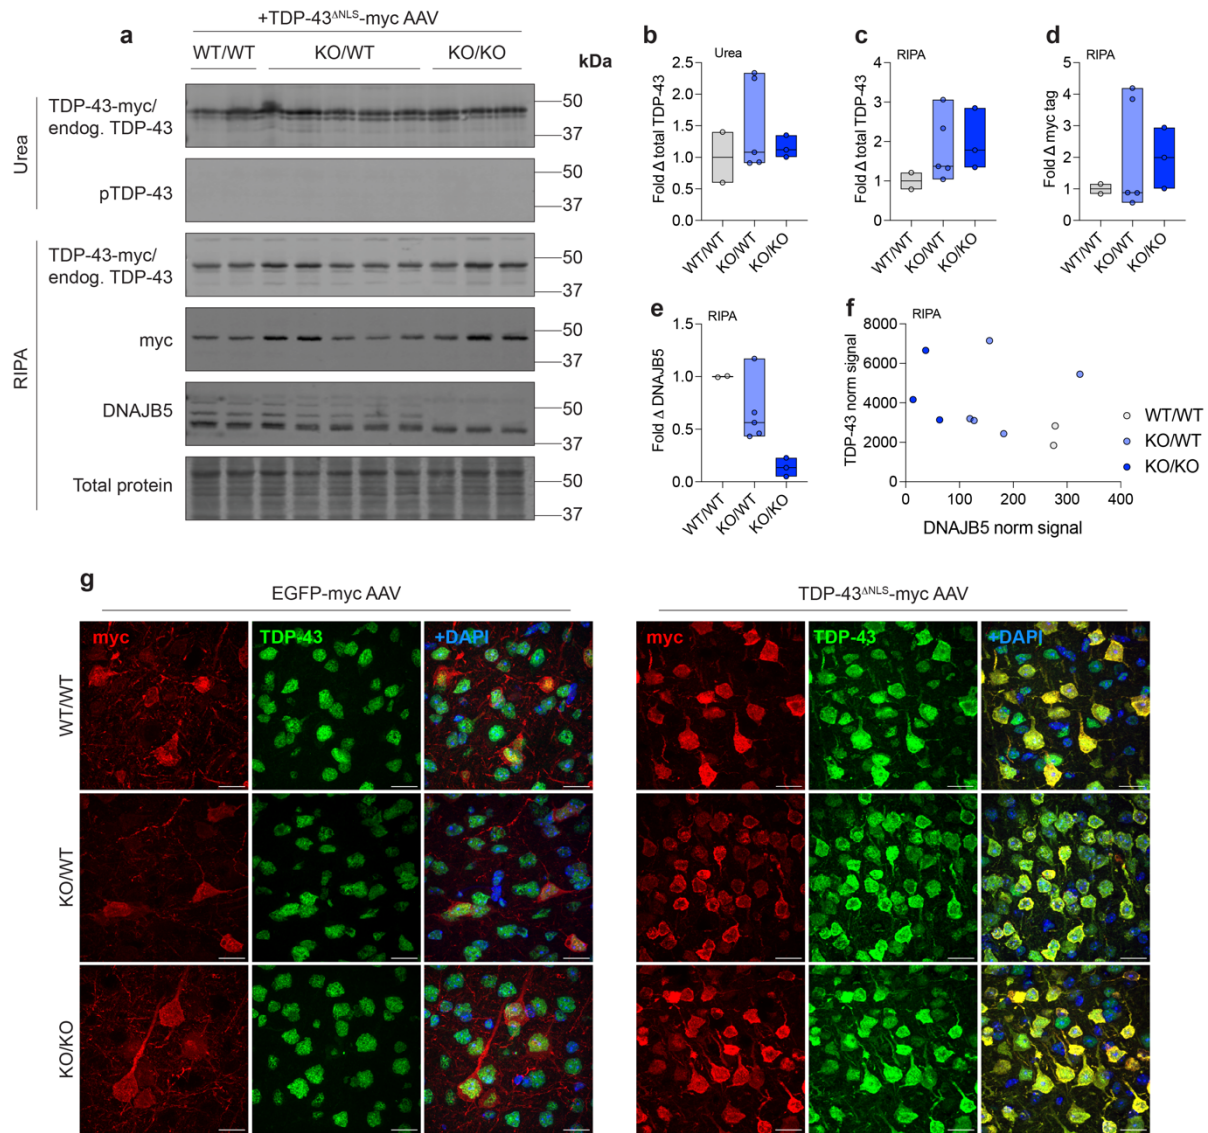 a
+TDP-43ΔNLS-myc AAV
WT/WT KO/WT KO/KO
kDa
Urea
TDP-43-myc/
endog. TDP-43
50
37
pTDP-43
50
37
RIPA
TDP-43-myc/
endog. TDP-43
50
37
myc
50
37
DNAJB5
50
37
Total protein
50
37
b
Urea
Fold Δ total TDP-43
2.5
2.0
1.5
1.0
0.5
0.0
WT/WT
KO/WT
KO/KO
c
RIPA
Fold Δ total TDP-43
4
3
2
1
0
WT/WT
KO/WT
KO/KO
d
RIPA
Fold Δ myc tag
5
4
3
2
1
0
WT/WT
KO/WT
KO/KO
e
RIPA
Fold Δ DNAJB5
1.5
1.0
0.5
0.0
WT/WT
KO/WT
KO/KO
f
RIPA
TDP-43 norm signal
8000
6000
4000
2000
0
0 100 200 300 400
DNAJB5 norm signal
WT/WT
KO/WT
KO/KO
g
EGFP-myc AAV
TDP-43ΔNLS-myc AAV
myc TDP-43 +DAPI
myc TDP-43 +DAPI
WT/WT
KO/WT
KO/KO